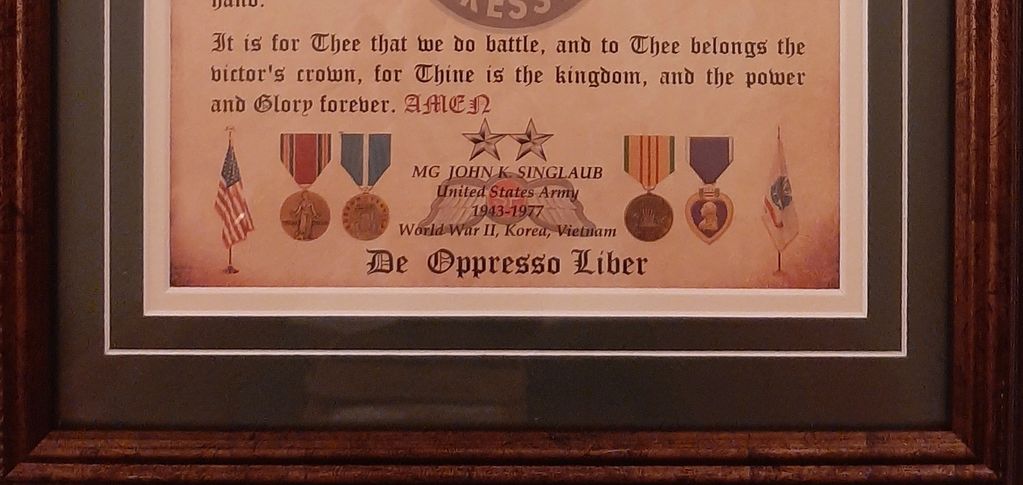 hand.
RESS
It is for Thee that we do battle, and to Thee belongs the
victor's crown, for Thine is the kingdom, and the power
and Glory forever. AMEN
MG JOHN K. SINGLAUB
United States Army
1943-1977
World War II, Korea, Vietnam
De Oppresso Liber